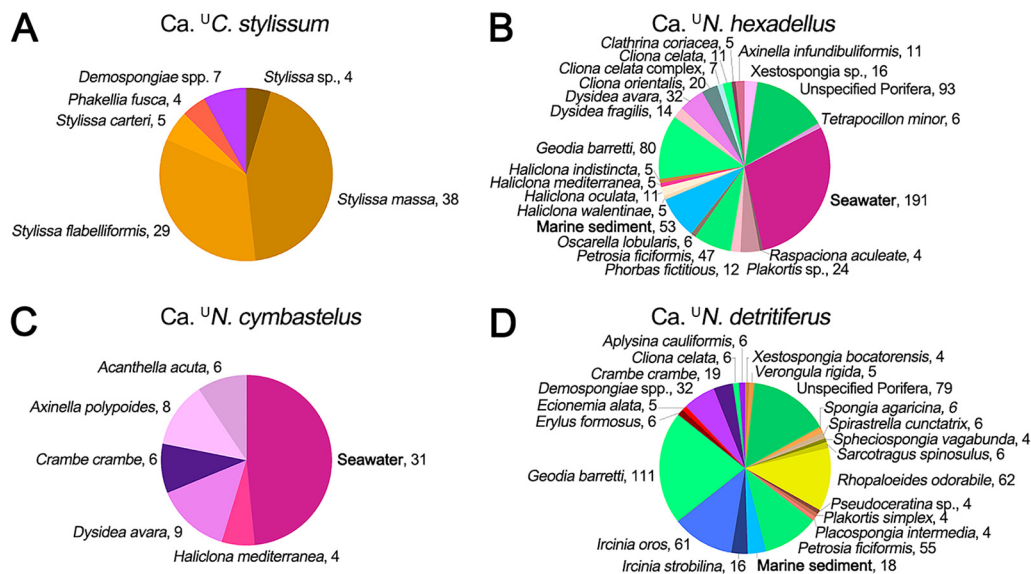 A
Ca. ᵁC. stylissum
Demospongiae spp. 7
Stylissa sp., 4
Phakellia fusca, 4
Stylissa carteri, 5
Stylissa massa, 38
Stylissa flabelliformis, 29
B
Ca. ᵁN. hexadellus
Clathrina coriacea, 5
Cliona celata, 11
Cliona celata complex, 7
Cliona orientalis, 20
Dysidea avara, 32
Dysidea fragilis, 14
Geodia barretti, 80
Haliclona indistincta, 5
Haliclona mediterranea, 5
Haliclona oculata, 11
Haliclona walentinae, 5
Marine sediment, 53
Oscarella lobularis, 6
Petrosia ficiformis, 47
Phorbas fictitious, 12
Axinella infundibuliformis, 11
Xestospongia sp., 16
Unspecified Porifera, 93
Tetrapocillon minor, 6
Seawater, 191
Raspaciona aculeate, 4
Plakortis sp., 24
C
Ca. ᵁN. cymbastelus
Acanthella acuta, 6
Axinella polypoides, 8
Crambe crambe, 6
Dysidea avara, 9
Haliclona mediterranea, 4
Seawater, 31
D
Ca. ᵁN. detritiferus
Aplysina cauliformis, 6
Cliona celata, 6
Crambe crambe, 19
Demospongiae spp., 32
Ecionemia alata, 5
Erylus formosus, 6
Geodia barretti, 111
Ircinia oros, 61
Ircinia strobilina, 16
Xestospongia bocatorensis, 4
Verongula rigida, 5
Unspecified Porifera, 79
Spongia agaricina, 6
Spirastrella cunctatrix, 6
Spheciospongia vagabunda, 4
Sarcotragus spinosulus, 6
Rhopaloeides odorabile, 62
Pseudoceratina sp., 4
Plakortis simplex, 4
Placospongia intermedia, 4
Petrosia ficiformis, 55
Marine sediment, 18